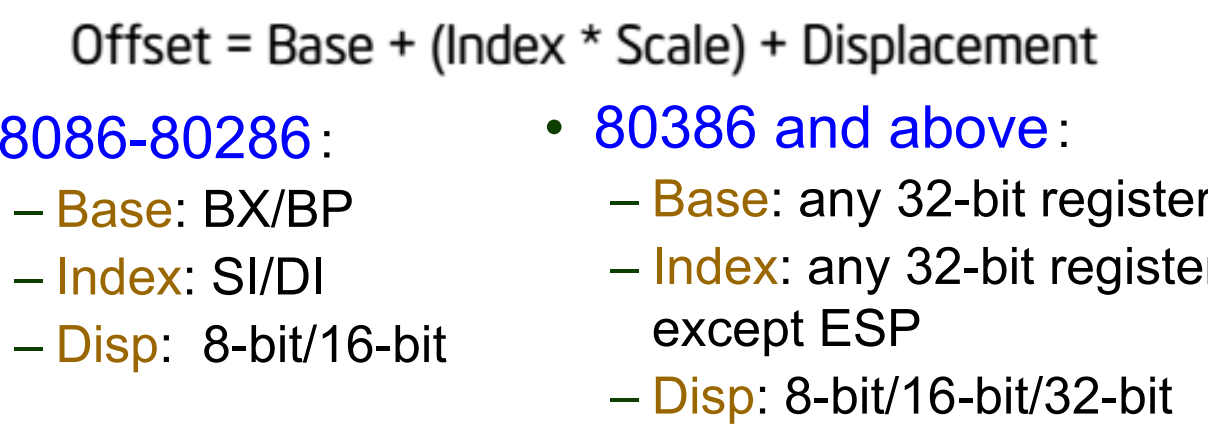 Offset = Base + (Index * Scale) + Displacement
8086-80286:
– Base: BX/BP
– Index: SI/DI
– Disp: 8-bit/16-bit
• 80386 and above:
– Base: any 32-bit register
– Index: any 32-bit register
except ESP
– Disp: 8-bit/16-bit/32-bit